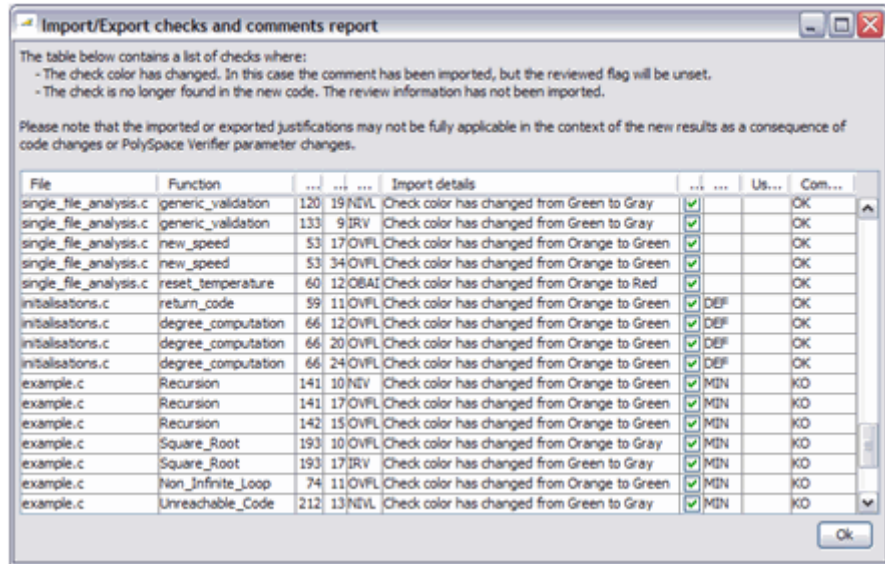 Import/Export checks and comments report
The table below contains a list of checks where:
- The check color has changed. In this case the comment has been imported, but the reviewed flag will be unset.
- The check is no longer found in the new code. The review information has not been imported.
Please note that the imported or exported justifications may not be fully applicable in the context of the new results as a consequence of
code changes or PolySpace Verifier parameter changes.
File Function ... ... ... Import details ... ... Us... Com...
single_file_analysis.c generic_validation 120 19 NIVL Check color has changed from Green to Gray OK
single_file_analysis.c generic_validation 133 9 IRV Check color has changed from Green to Gray OK
single_file_analysis.c new_speed 53 17 OVFL Check color has changed from Orange to Green OK
single_file_analysis.c new_speed 53 34 OVFL Check color has changed from Orange to Green OK
single_file_analysis.c reset_temperature 60 12 OBAI Check color has changed from Orange to Red OK
initialisations.c return_code 59 11 OVFL Check color has changed from Orange to Green DEF OK
initialisations.c degree_computation 66 12 OVFL Check color has changed from Orange to Green DEF OK
initialisations.c degree_computation 66 20 OVFL Check color has changed from Orange to Green DEF OK
initialisations.c degree_computation 66 24 OVFL Check color has changed from Orange to Green DEF OK
example.c Recursion 141 10 NIV Check color has changed from Orange to Green MIN KO
example.c Recursion 141 17 OVFL Check color has changed from Orange to Green MIN KO
example.c Recursion 142 15 OVFL Check color has changed from Orange to Green MIN KO
example.c Square_Root 193 10 OVFL Check color has changed from Orange to Gray MIN KO
example.c Square_Root 193 17 IRV Check color has changed from Green to Gray MIN KO
example.c Non_Infinite_Loop 74 11 OVFL Check color has changed from Orange to Green MIN KO
example.c Unreachable_Code 212 13 NIVL Check color has changed from Green to Gray MIN KO
Ok